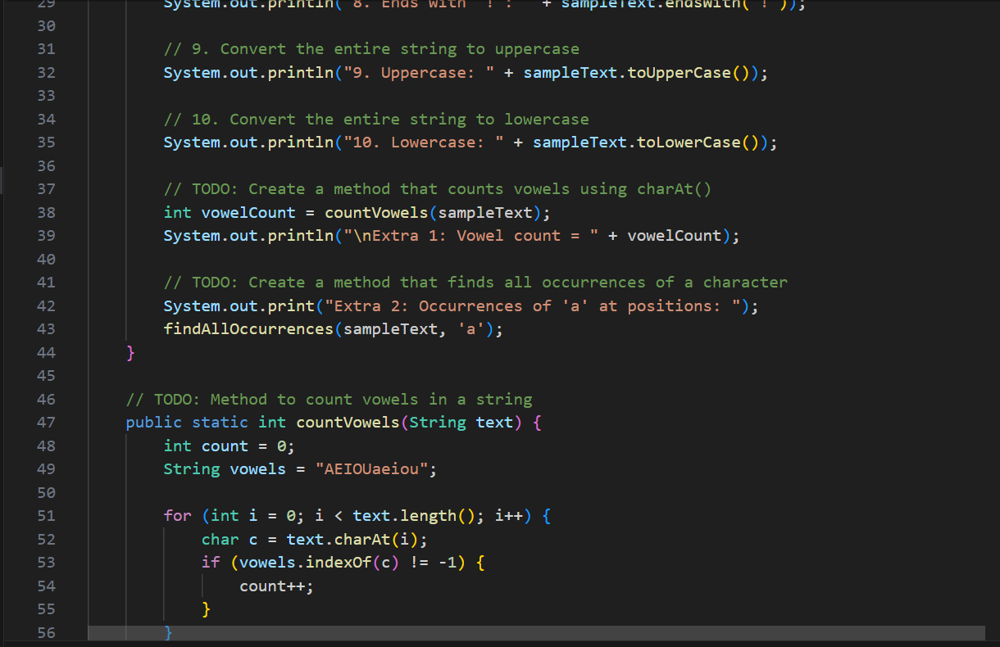 29 System.out.println("8. Ends with '!': " + sampleText.endsWith("!"));
30
31 // 9. Convert the entire string to uppercase
32 System.out.println("9. Uppercase: " + sampleText.toUpperCase());
33
34 // 10. Convert the entire string to lowercase
35 System.out.println("10. Lowercase: " + sampleText.toLowerCase());
36
37 // TODO: Create a method that counts vowels using charAt()
38 int vowelCount = countVowels(sampleText);
39 System.out.println("\nExtra 1: Vowel count = " + vowelCount);
40
41 // TODO: Create a method that finds all occurrences of a character
42 System.out.print("Extra 2: Occurrences of 'a' at positions: ");
43 findAllOccurrences(sampleText, 'a');
44 }
45
46 // TODO: Method to count vowels in a string
47 public static int countVowels(String text) {
48 int count = 0;
49 String vowels = "AEIOUaeiou";
50
51 for (int i = 0; i < text.length(); i++) {
52 char c = text.charAt(i);
53 if (vowels.indexOf(c) != -1) {
54 count++;
55 }
56 }